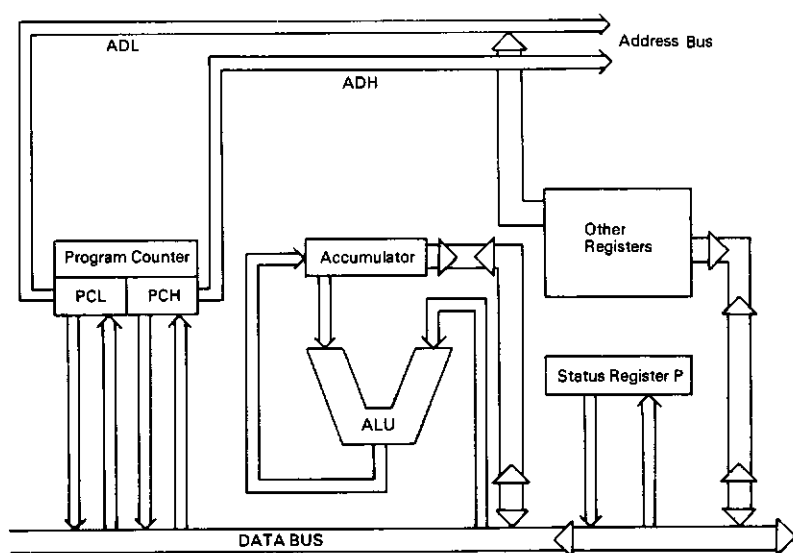 ADL
Address Bus
ADH
Other
Registers
Program Counter
Accumulator
PCL
PCH
Status Register P
ALU
DATA BUS